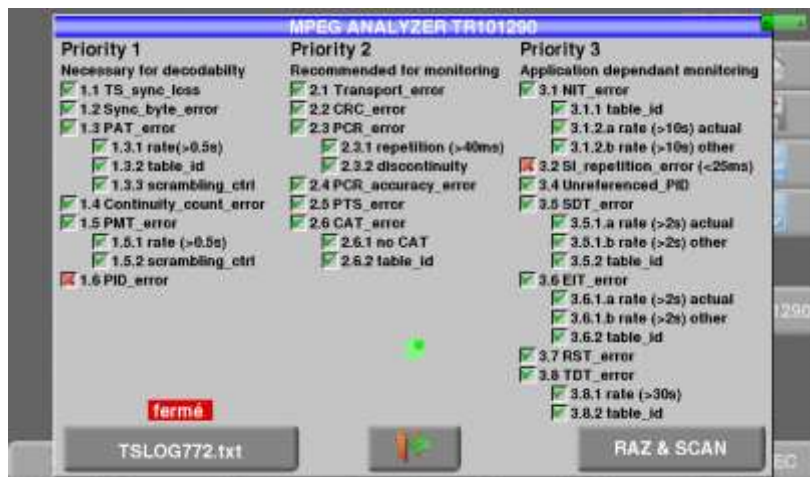 MPEG ANALYZER TR101290
Priority 1
Necessary for decodabilty
1.1 TS_sync_loss
1.2 Sync_byte_error
1.3 PAT_error
1.3.1 rate(>0.5s)
1.3.2 table_id
1.3.3 scrambling_ctrl
1.4 Continuity_count_error
1.5 PMT_error
1.5.1 rate (>0.5s)
1.5.2 scrambling_ctrl
1.6 PID_error
Priority 2
Recommended for monitoring
2.1 Transport_error
2.2 CRC_error
2.3 PCR_error
2.3.1 repetition (>40ms)
2.3.2 discontinuity
2.4 PCR_accuracy_error
2.5 PTS_error
2.6 CAT_error
2.6.1 no CAT
2.6.2 table_id
Priority 3
Application dependant monitoring
3.1 NIT_error
3.1.1 table_id
3.1.2.a rate (>10s) actual
3.1.2.b rate (>10s) other
3.2 SI_repetition_error (<25ms)
3.4 Unreferenced_PID
3.5 SDT_error
3.5.1.a rate (>2s) actual
3.5.1.b rate (>2s) other
3.5.2 table_id
3.6 EIT_error
3.6.1.a rate (>2s) actual
3.6.1.b rate (>2s) other
3.6.2 table_id
3.7 RST_error
3.8 TDT_error
3.8.1 rate (>30s)
3.8.2 table_id
fermé
TSLOG772.txt
RAZ & SCAN
1290
EC